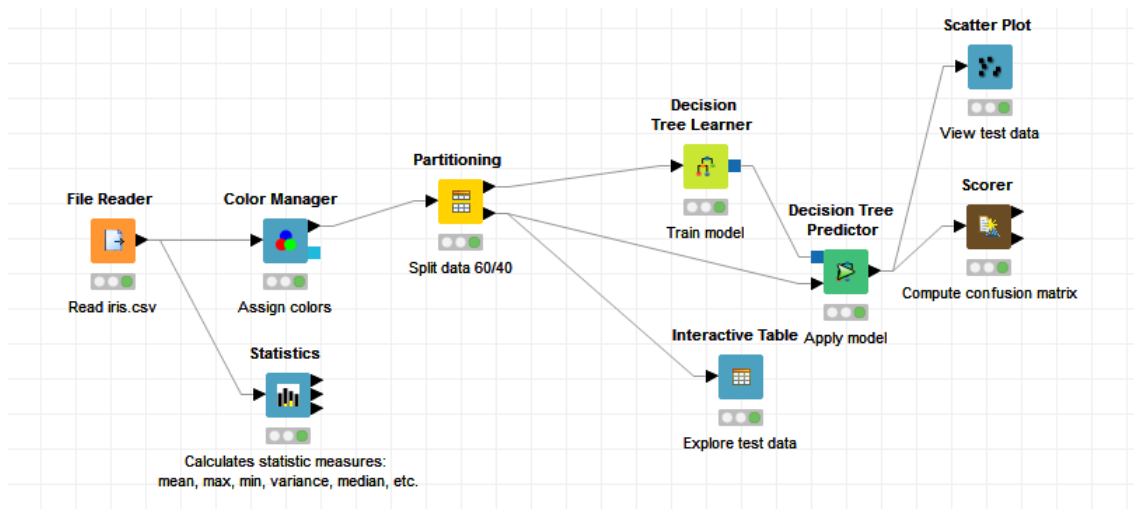 Scatter Plot
View test data
Decision
Tree Learner
Train model
Partitioning
Split data 60/40
File Reader
Read iris.csv
Color Manager
Assign colors
Scorer
Compute confusion matrix
Decision Tree
Predictor
Apply model
Interactive Table
Explore test data
Statistics
Calculates statistic measures:
mean, max, min, variance, median, etc.